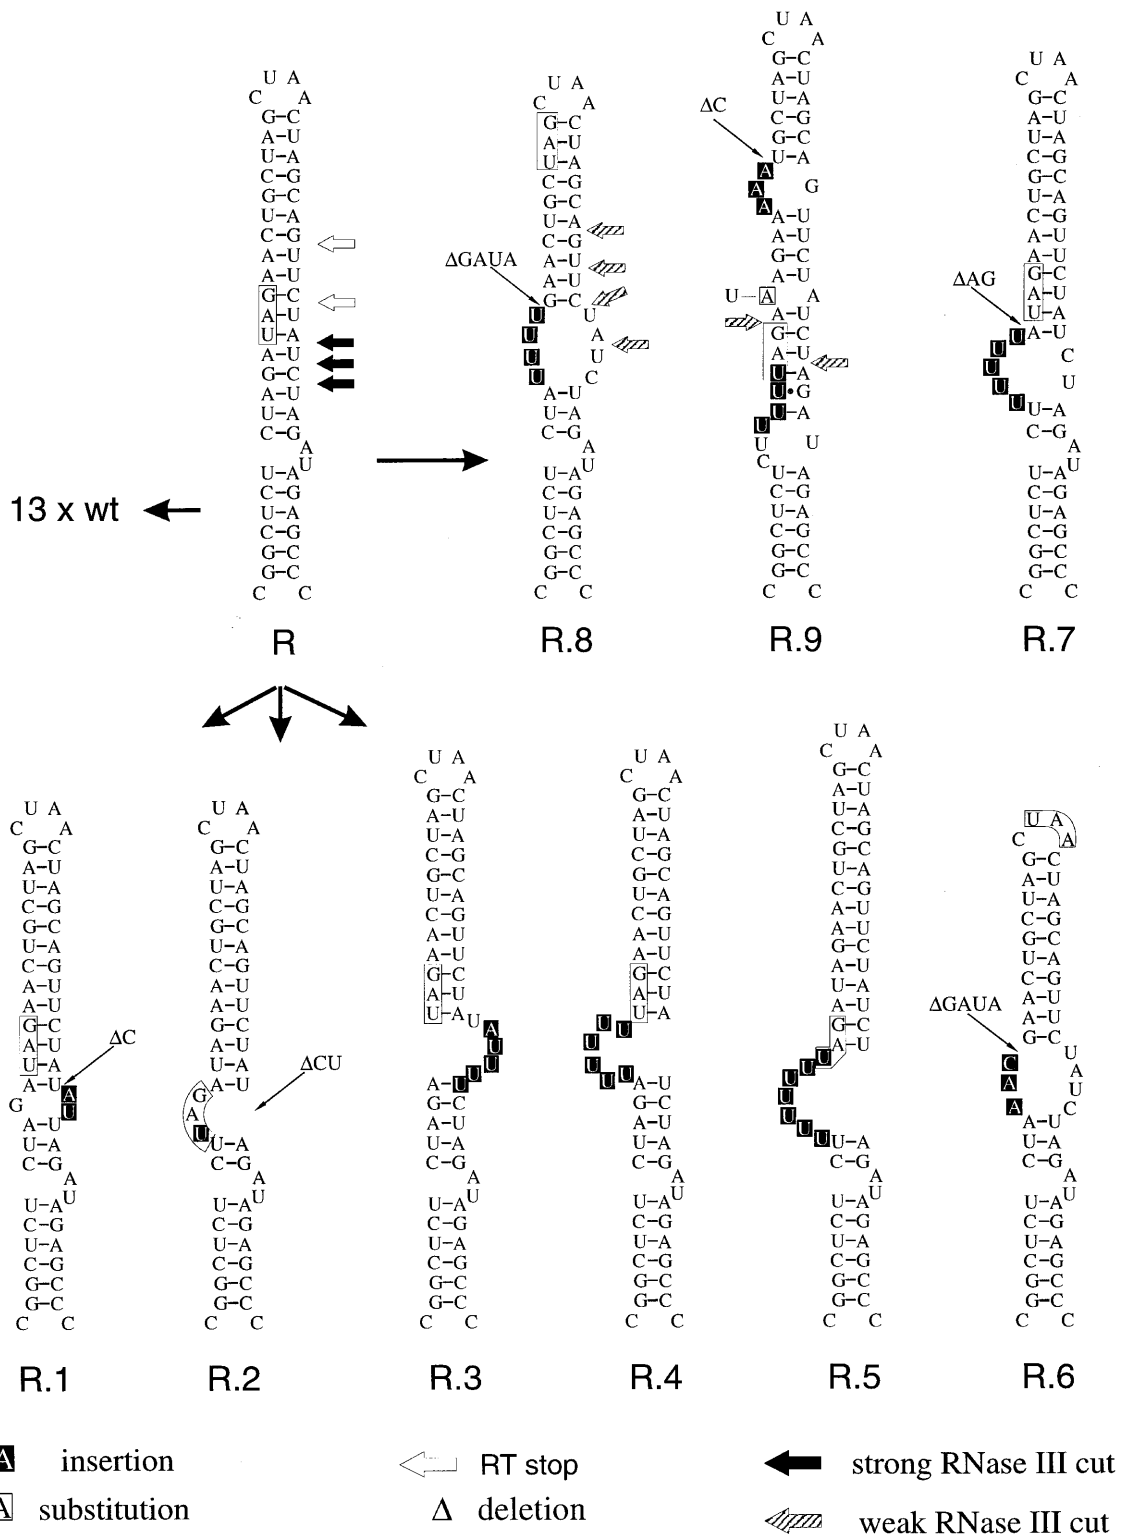 U A
C A
G–C
A–U
U–A
C–G
G–C
U–A
C–G
A–U
A–U
G–C
A–U
U–A
A–U
G–C
A–U
U–A
C–G
A
U
U–A
C–G
U–A
C–G
G–C
G–C
C C
13 x wt
R
U A
C A
G–C
A–U
U–A
C–G
G–C
U–A
C–G
A–U
A–U
ΔGAUA
G–C
U U
U A
U U
U C
A U
U–A
C–G
A
U
U–A
C–G
U–A
C–G
G–C
G–C
C C
R.8
U A
C A
G–C
A–U
U–A
C–G
G–C
ΔC
U–A
A
A G
A
A–U
A–U
G–C
A–U
U–A A
A–U
G–C
A–U
U–A
U•G
U–A
U
U U
C
U–A
C–G
U–A
C–G
G–C
G–C
C C
R.9
U A
C A
G–C
A–U
U–A
C–G
G–C
U–A
C–G
A–U
A–U
G–C
ΔAG
A–U
U–A
U A–U
U C
U
U U
U
U–A
C–G
A
U
U–A
C–G
U–A
C–G
G–C
G–C
C C
R.7
U A
C A
G–C
A–U
U–A
C–G
G–C
U–A
C–G
A–U
A–U
G–C
ΔC
A–U
U–A
A U
A
G U
A–U
U–A
C–G
A
U
U–A
C–G
U–A
C–G
G–C
G–C
C C
R.1
U A
C A
G–C
A–U
U–A
C–G
G–C
U–A
C–G
A–U
A–U
G–C
A–U
ΔCU
U–A
A–U
G
A
U
U–A
C–G
A
U
U–A
C–G
U–A
C–G
G–C
G–C
C C
R.2
U A
C A
G–C
A–U
U–A
C–G
G–C
U–A
C–G
A–U
A–U
G–C
A–U
U–A
U A
U
U
U
A–U
G–C
A–U
U–A
C–G
A
U
U–A
C–G
U–A
C–G
G–C
G–C
C C
R.3
U A
C A
G–C
A–U
U–A
C–G
G–C
U–A
C–G
A–U
A–U
G–C
A–U
U–A
U U
U
U
U U
A–U
G–C
A–U
U–A
C–G
A
U
U–A
C–G
U–A
C–G
G–C
G–C
C C
R.4
U A
C A
G–C
A–U
U–A
C–G
G–C
U–A
C–G
A–U
A–U
G–C
A–U
U–A
A–U
G–C
A–U
U
U
U
U
U
U
U
U–A
C–G
A
U
U–A
C–G
U–A
C–G
G–C
G–C
C C
R.5
U A
C A
G–C
A–U
U–A
C–G
G–C
U–A
C–G
A–U
A–U
ΔGAUA
G–C
U
C
A
A
U
A
C
A U
U–A
C–G
A
U
U–A
C–G
U–A
C–G
G–C
G–C
C C
R.6
A insertion
RT stop
strong RNase III cut
A substitution
Δ deletion
weak RNase III cut